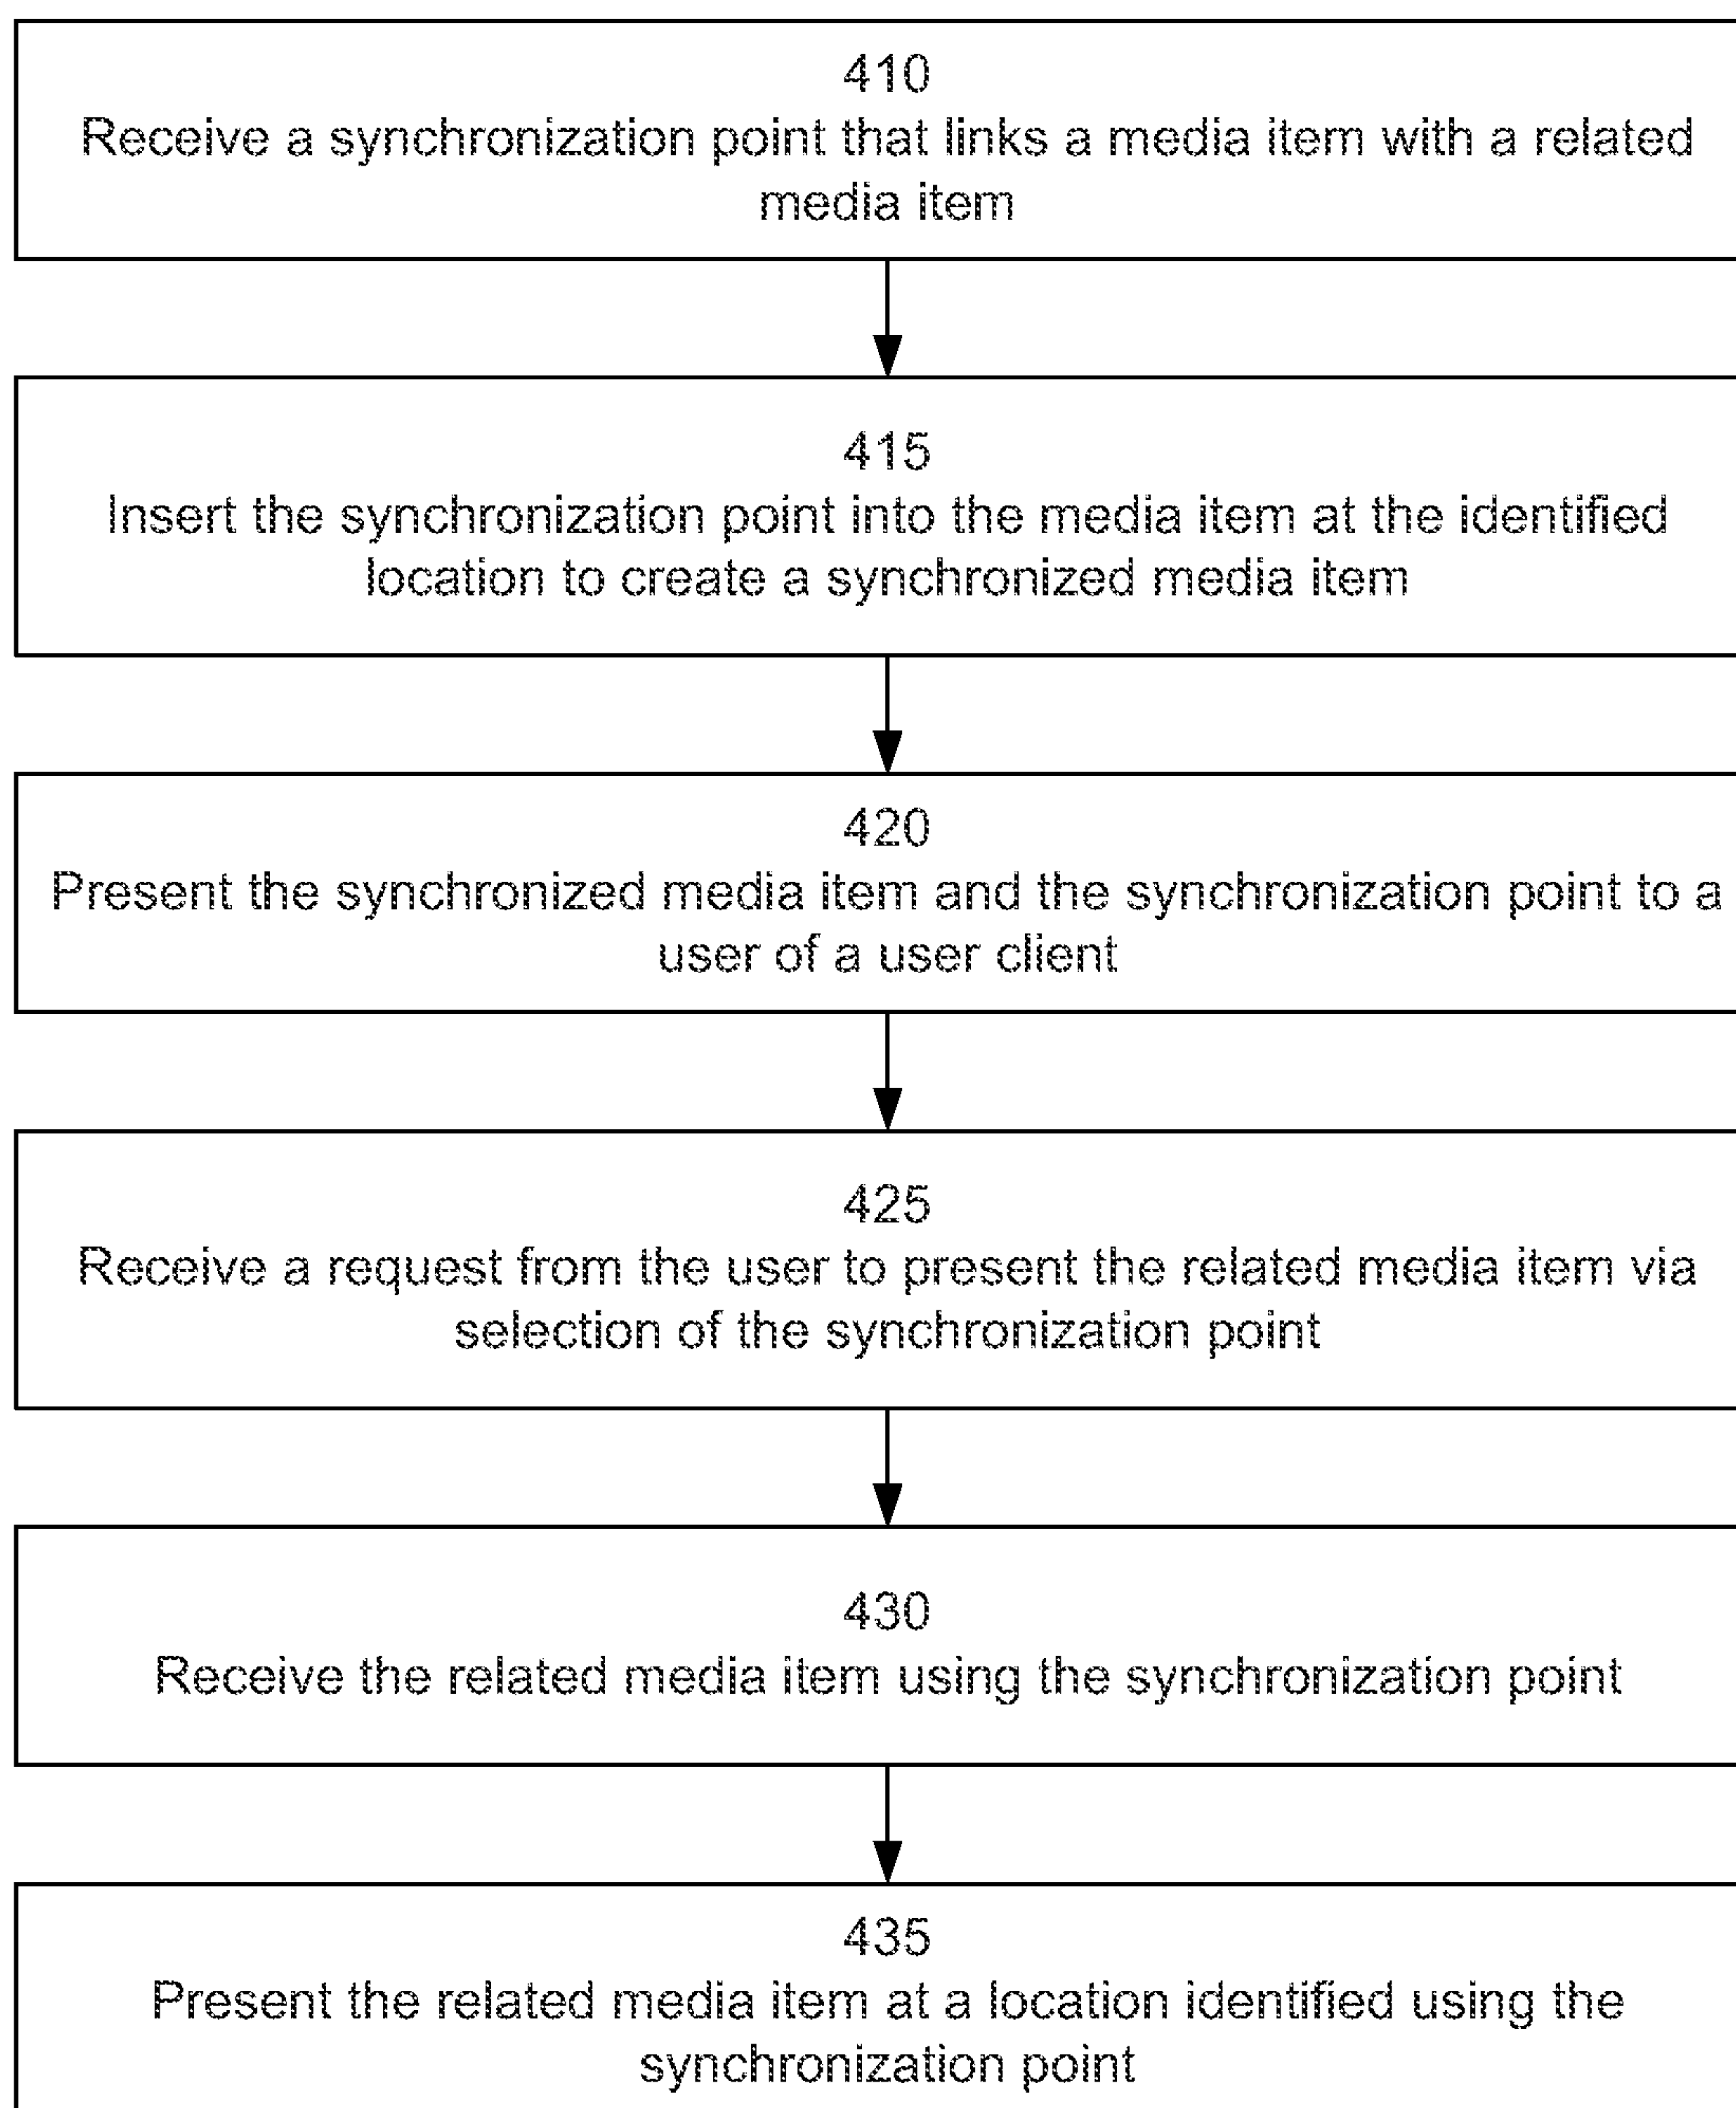 410
Receive a synchronization point that links a media item with a related
media item
415
Insert the synchronization point into the media item at the identified
location to create a synchronized media item
420
Present the synchronized media item and the synchronization point to a
user of a user client
425
Receive a request from the user to present the related media item via
selection of the synchronization point
430
Receive the related media item using the synchronization point
435
Present the related media item at a location identified using the
synchronization point